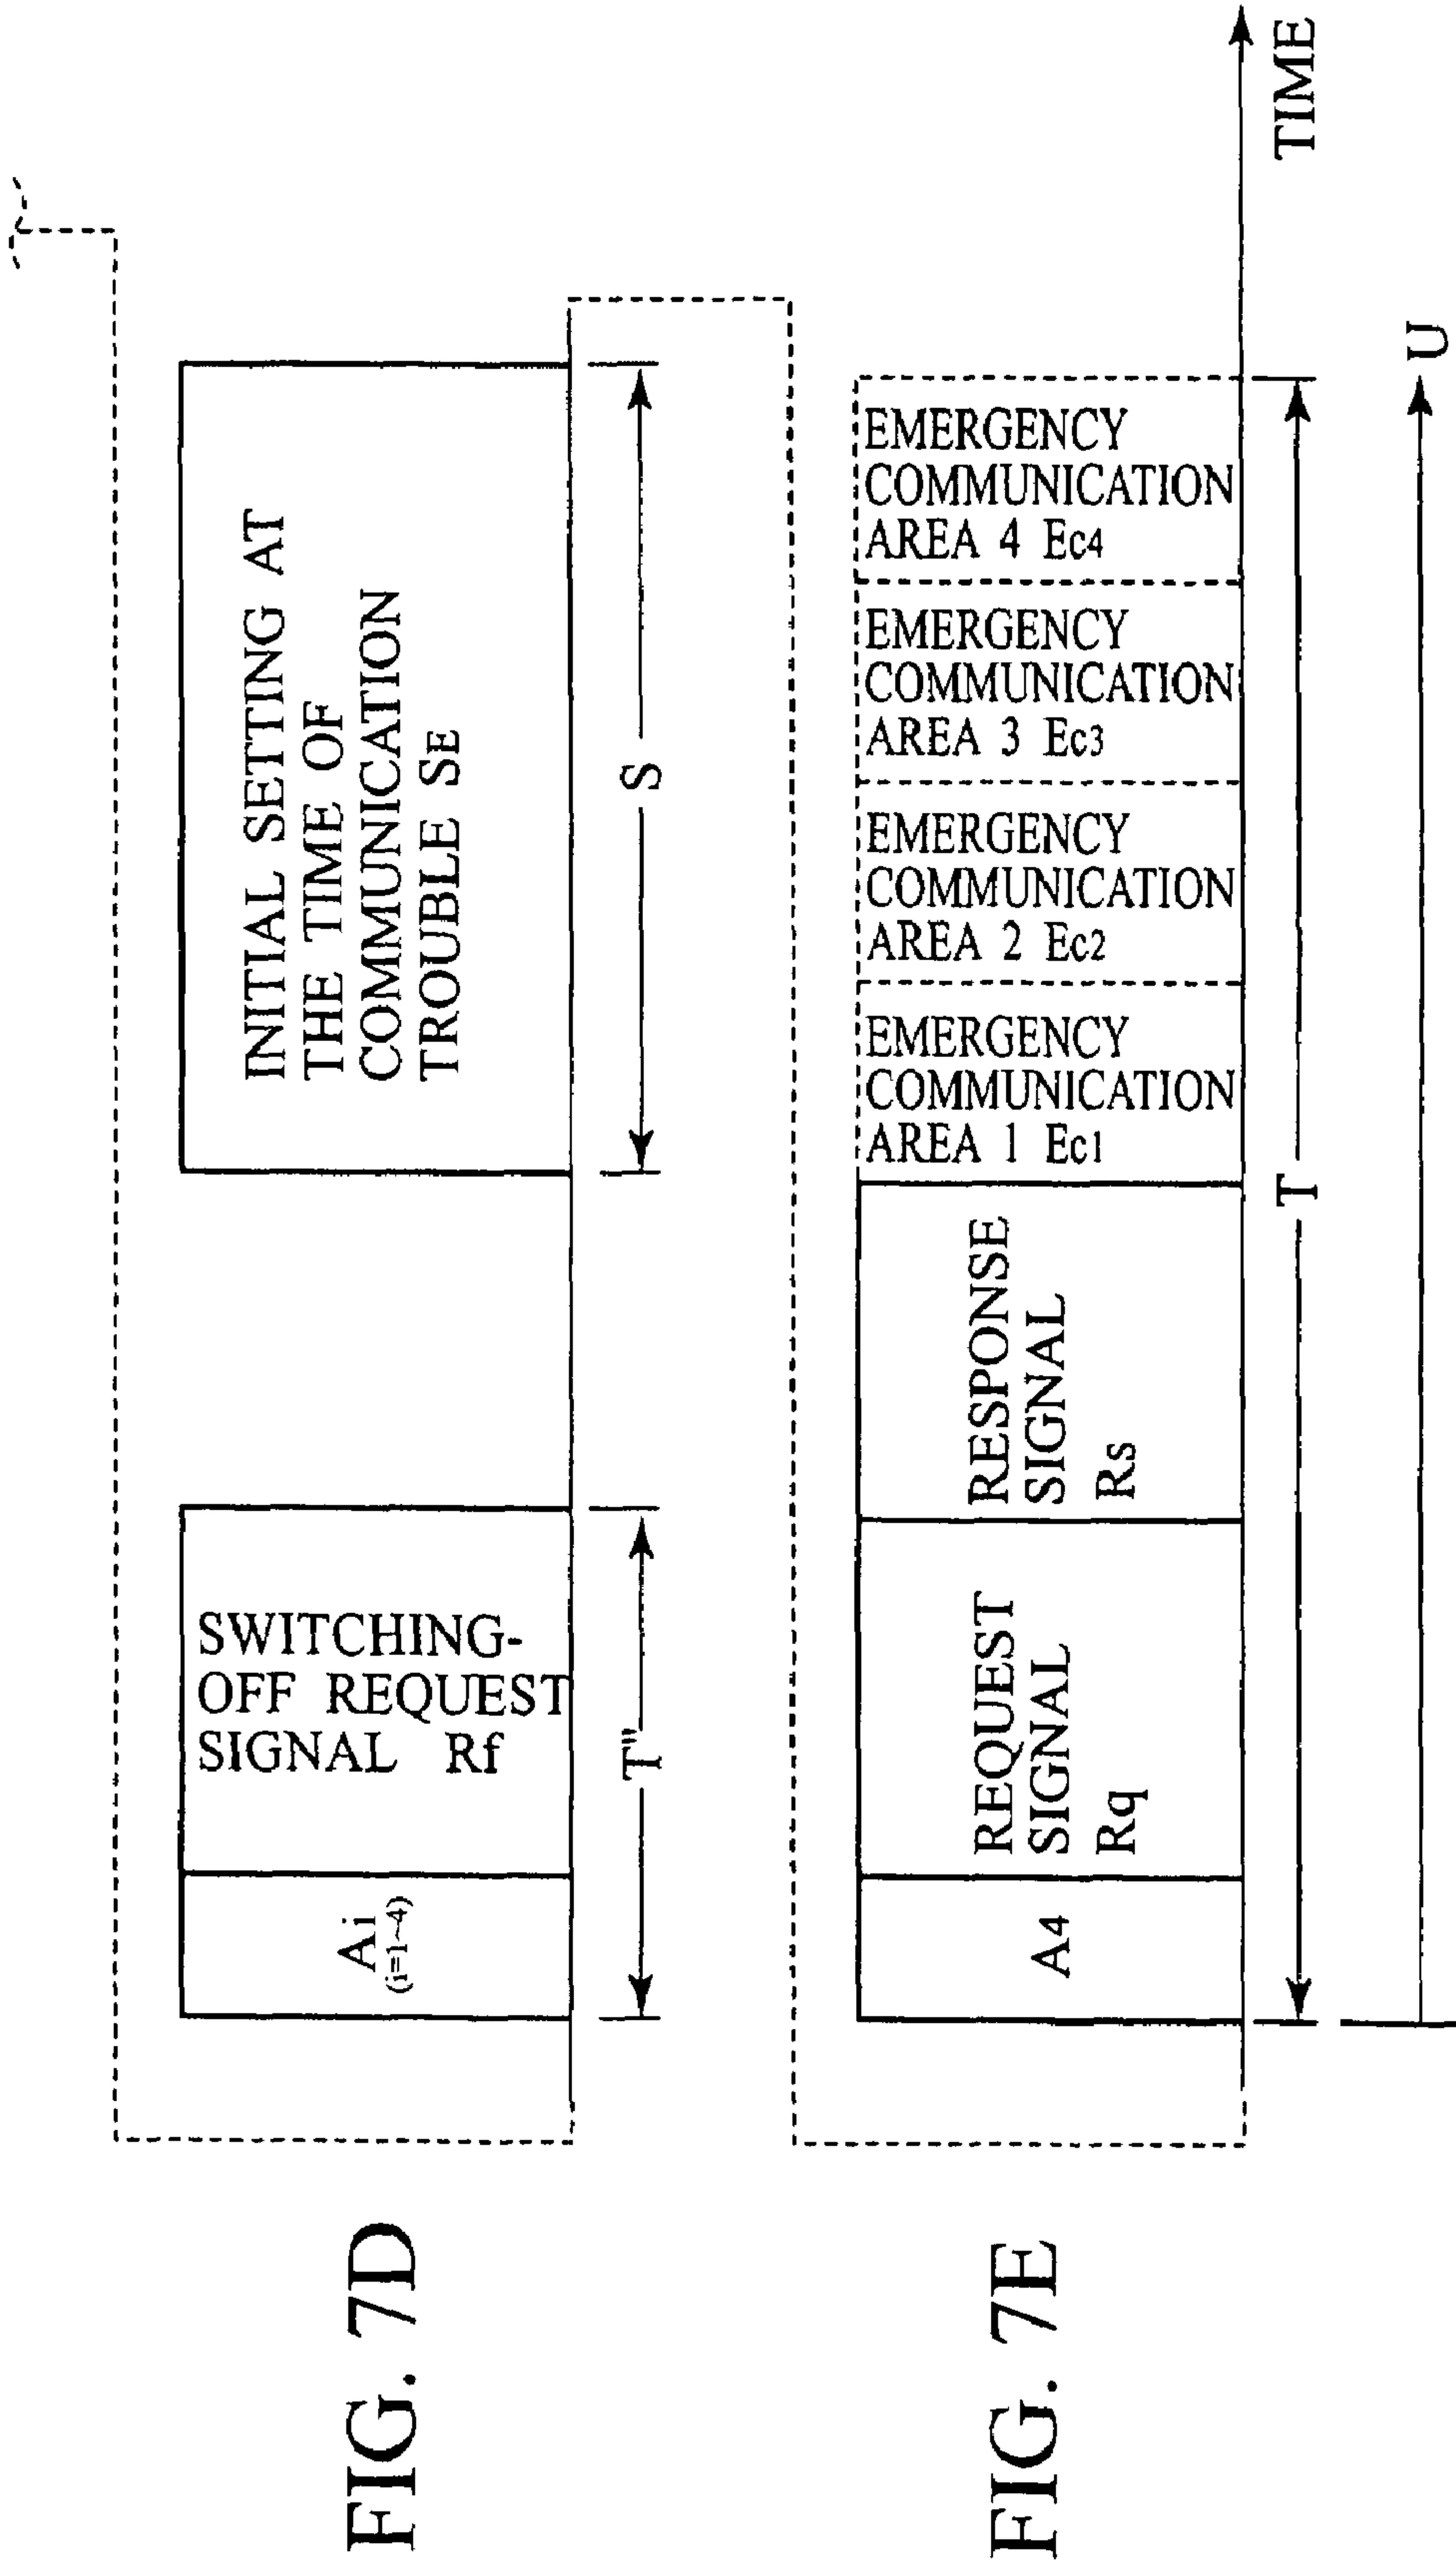 FIG. 7D
Ai
(i=1~4)
SWITCHING-
OFF REQUEST
SIGNAL Rf
T"
INITIAL SETTING AT
THE TIME OF
COMMUNICATION
TROUBLE SE
S
FIG. 7E
A4
REQUEST
SIGNAL
Rq
RESPONSE
SIGNAL
Rs
EMERGENCY
COMMUNICATION
AREA 1 Ec1
EMERGENCY
COMMUNICATION
AREA 2 Ec2
EMERGENCY
COMMUNICATION
AREA 3 Ec3
EMERGENCY
COMMUNICATION
AREA 4 Ec4
TIME
T
U